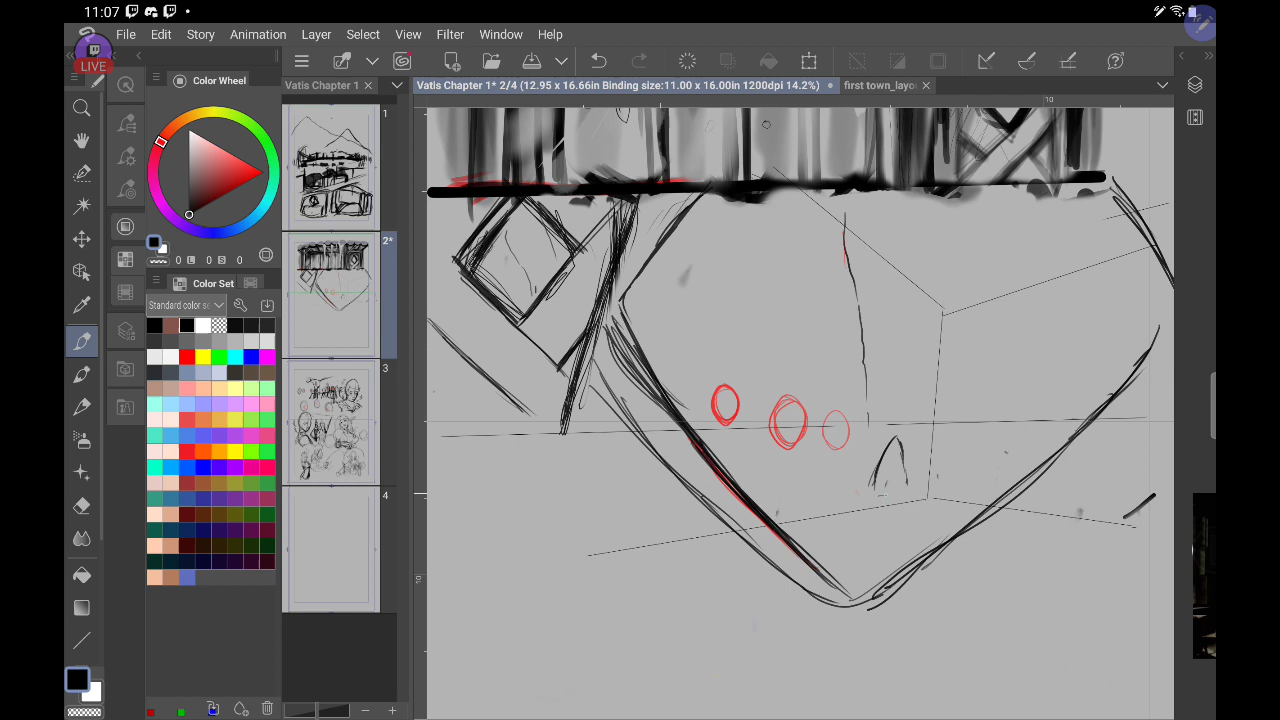 11:07
LIVE
File Edit Story Animation Layer Select View Filter Window Help
Color Wheel
Vatis Chapter 1
Vatis Chapter 1* 2/4 (12.95 x 16.66in Binding size:11.00 x 16.00in 1200dpi 14.2%)
first town_layo
10
1
2*
0 L 0 S 0
Color Set
Standard color se
3
4
10